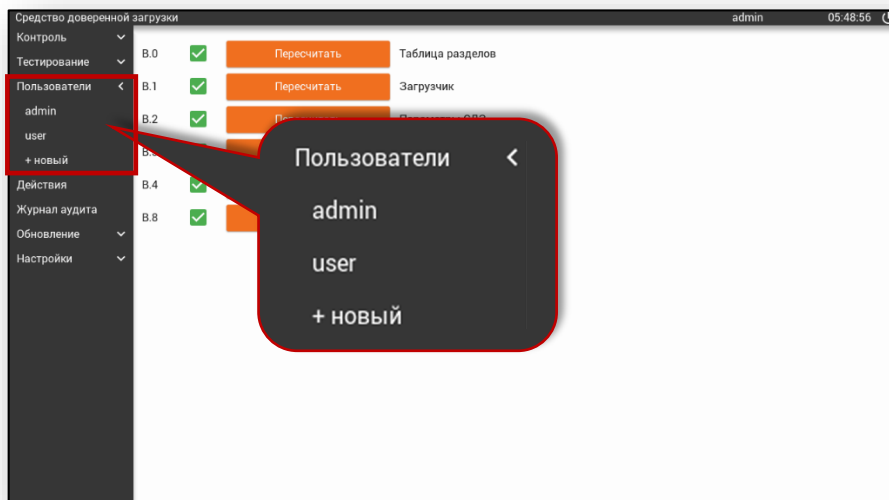 Средство доверенной загрузки admin 05:48:56
Контроль
Тестирование
Пользователи
admin
user
+ новый
Действия
Журнал аудита
Обновление
Настройки
B.0 Пересчитать Таблица разделов
B.1 Пересчитать Загрузчик
B.2
B.4
B.8
Пользователи
admin
user
+ новый